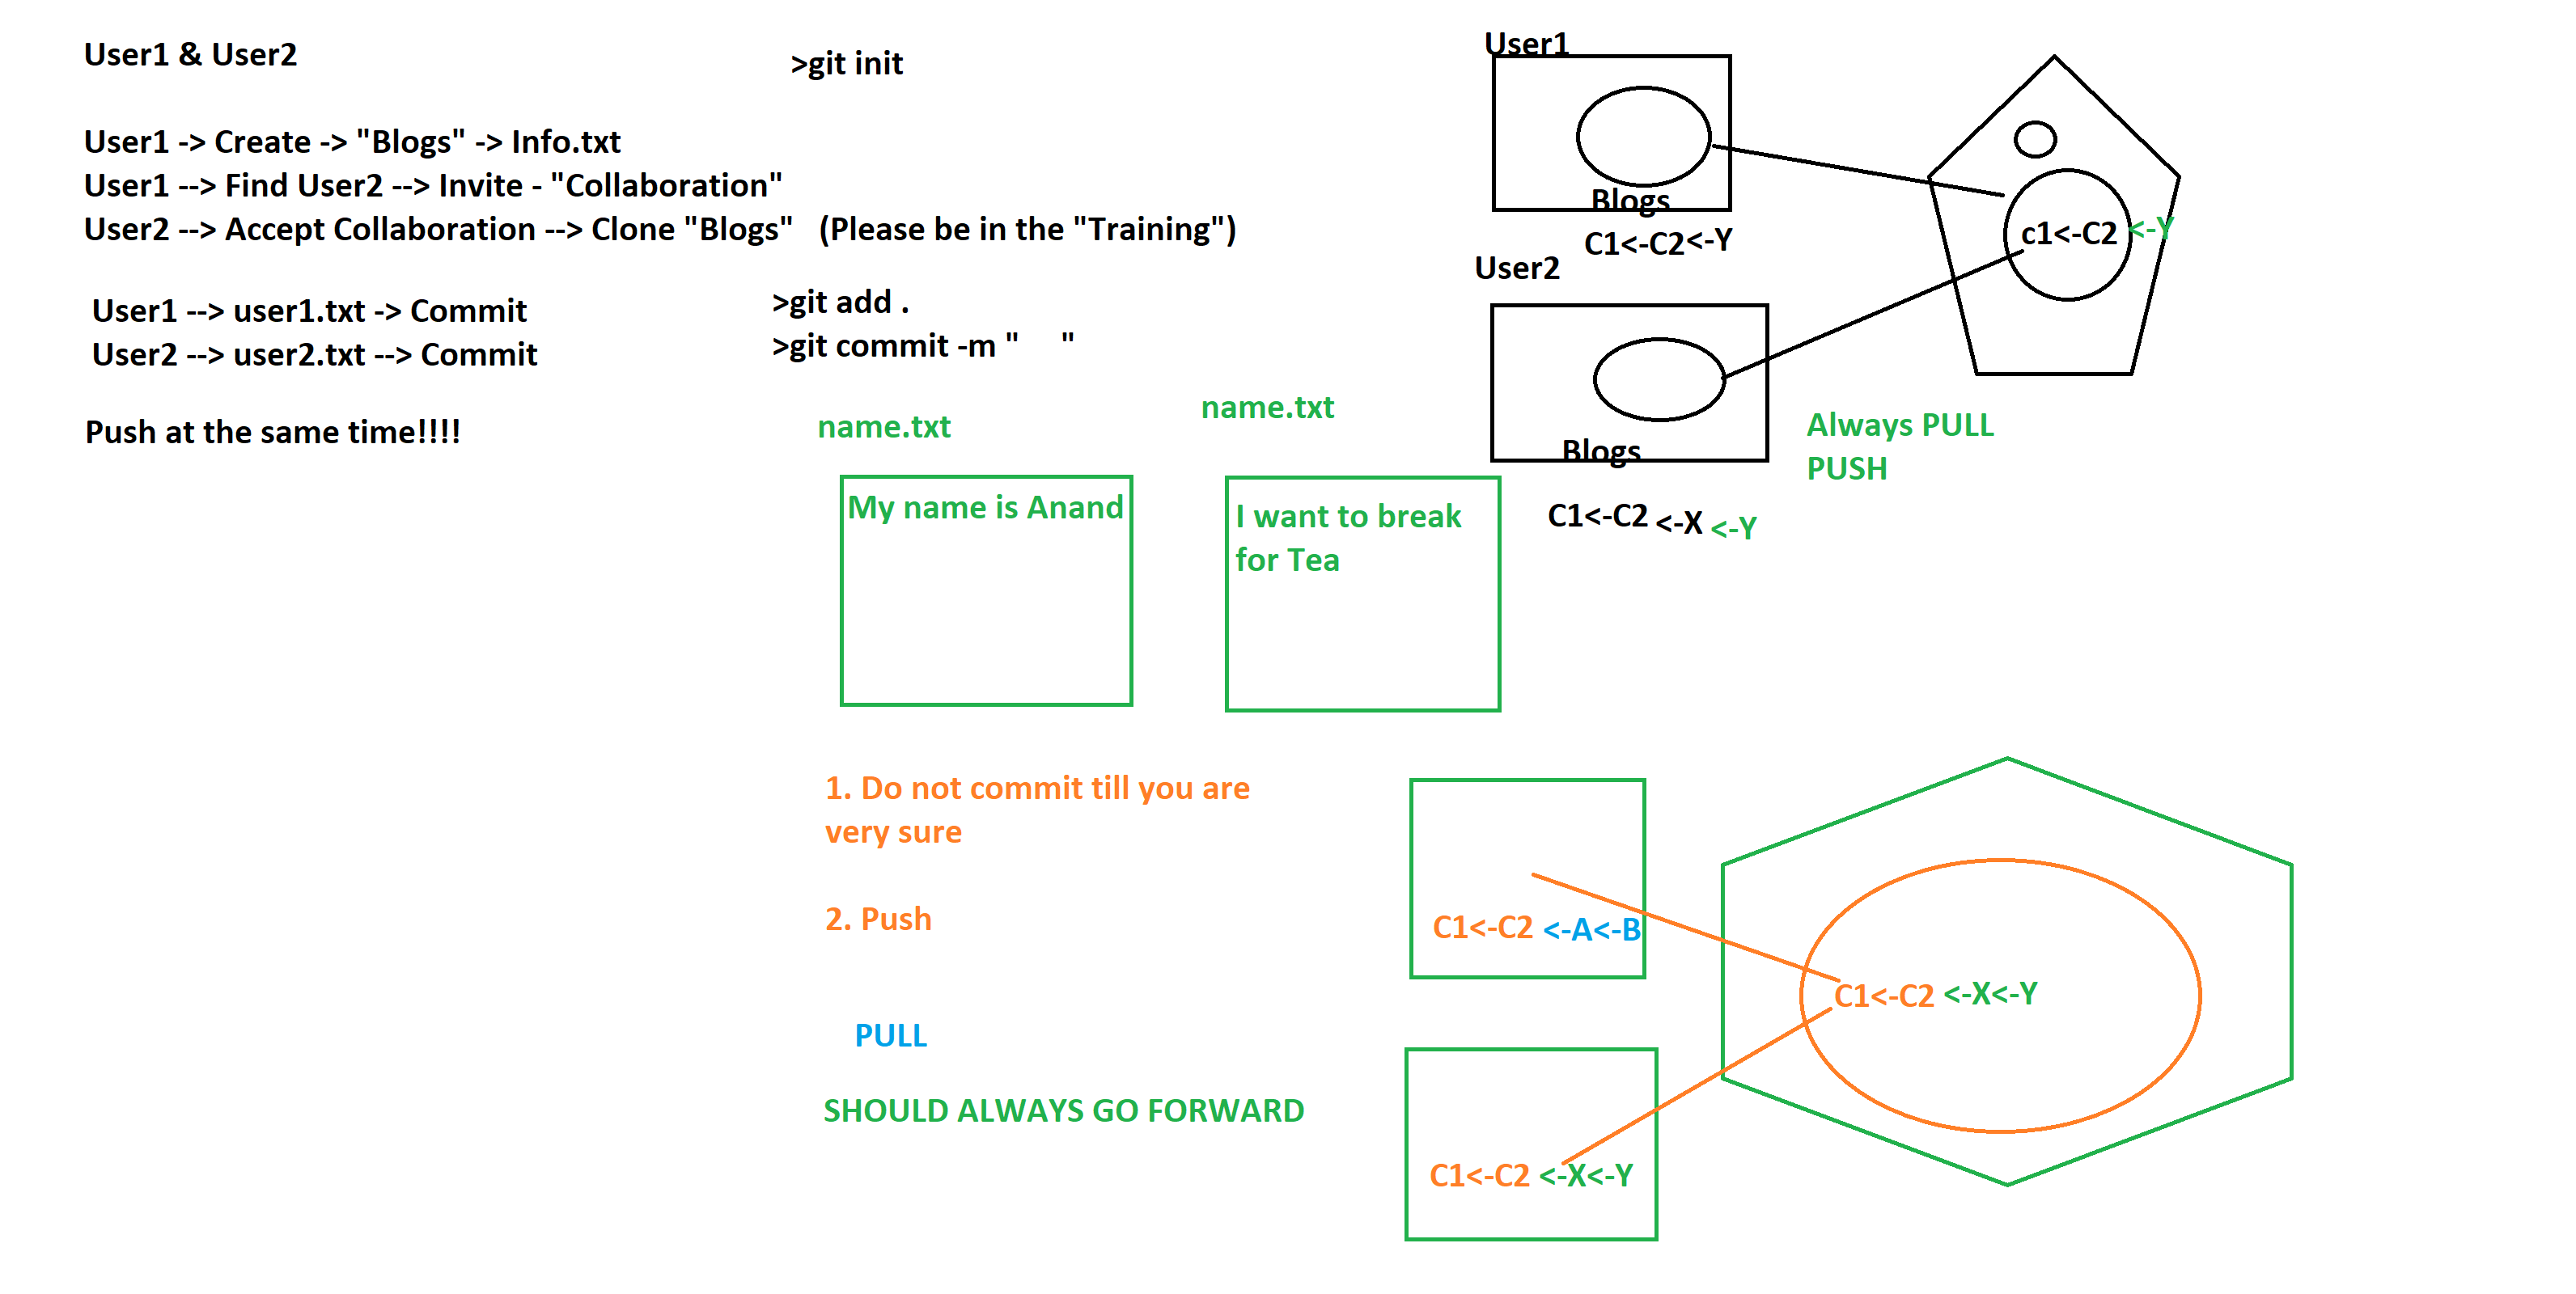 User1 & User2
>git init
User1 -> Create -> "Blogs" -> Info.txt
User1 --> Find User2 --> Invite - "Collaboration"
User2 --> Accept Collaboration --> Clone "Blogs"   (Please be in the "Training")
User1 --> user1.txt -> Commit
User2 --> user2.txt --> Commit
>git add .
>git commit -m "     "
Push at the same time!!!!
name.txt
My name is Anand
name.txt
I want to break
for Tea
User1
Blogs
C1<-C2<-Y
c1<-C2 <-Y
User2
Blogs
C1<-C2 <-X <-Y
Always PULL
PUSH
1. Do not commit till you are
very sure
2. Push
PULL
SHOULD ALWAYS GO FORWARD
C1<-C2 <-A<-B
C1<-C2 <-X<-Y
C1<-C2 <-X<-Y